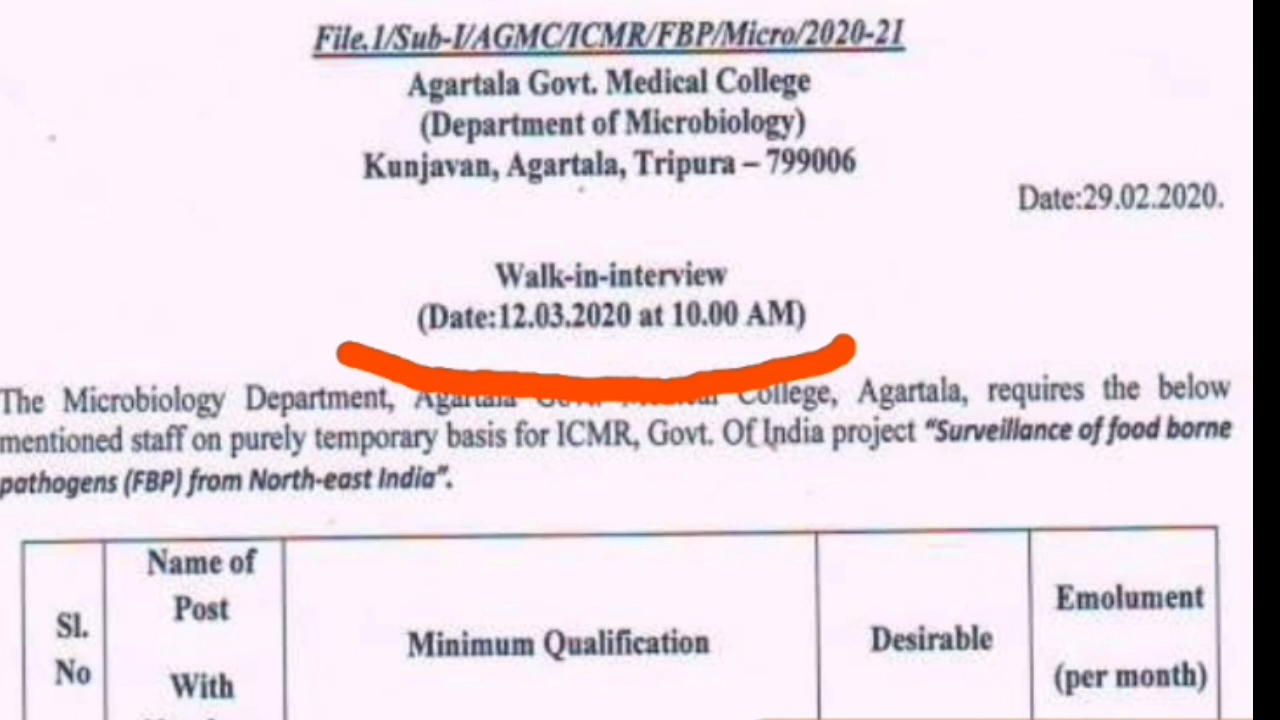 File.1/Sub-I/AGMC/ICMR/FBP/Micro/2020-21
Agartala Govt. Medical College
(Department of Microbiology)
Kunjavan, Agartala, Tripura – 799006
Date:29.02.2020.
Walk-in-interview
(Date:12.03.2020 at 10.00 AM)
The Microbiology Department, Agartala Govt. Medical College, Agartala, requires the below
mentioned staff on purely temporary basis for ICMR, Govt. Of India project “Surveillance of food borne
pathogens (FBP) from North-east India”.
Sl.
No
Name of
Post
With
Minimum Qualification
Desirable
Emolument
(per month)